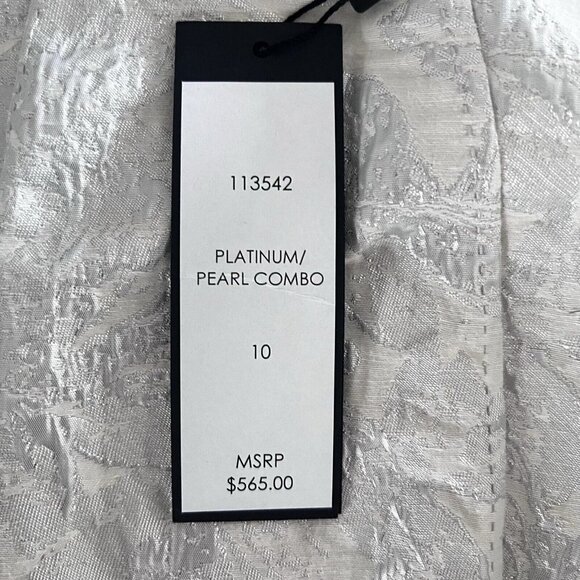 113542
PLATINUM/
PEARL COMBO
10
MSRP
$565.00